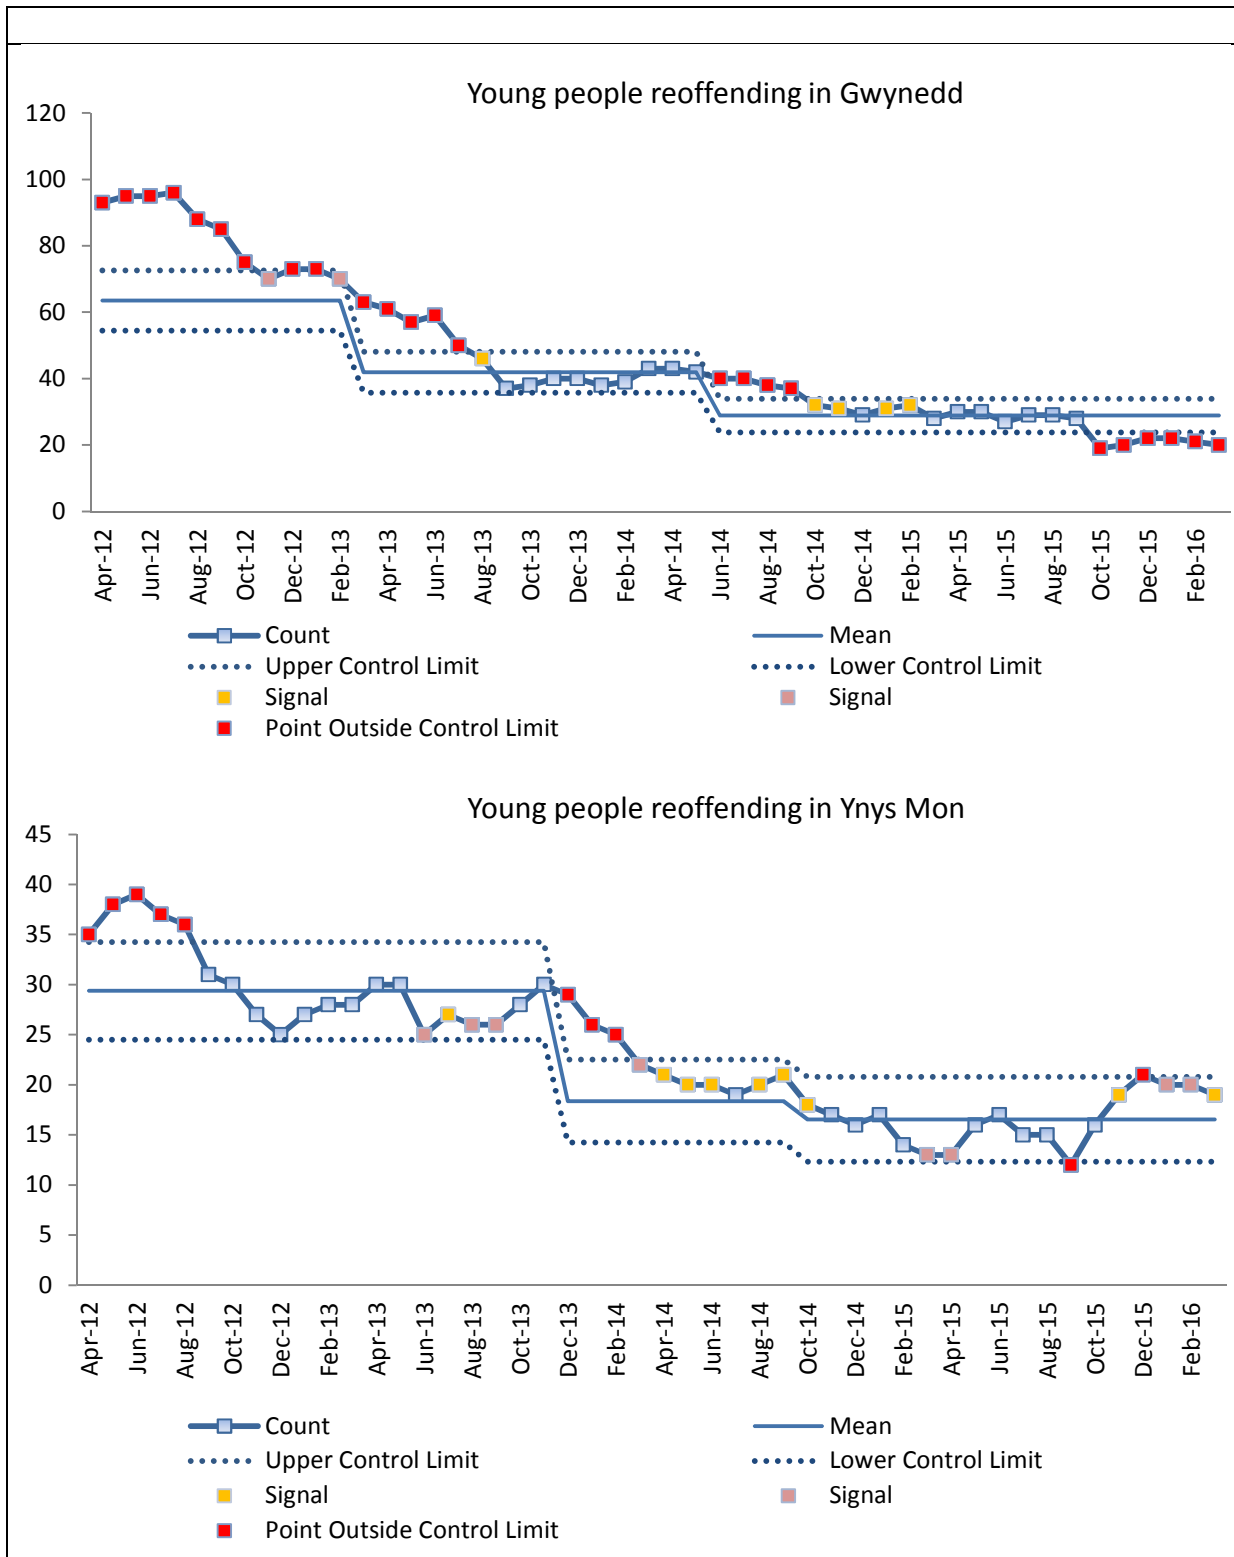 Young people reoffending in Gwynedd
120
100
80
60
40
20
0
Apr-12 Jun-12 Aug-12 Oct-12 Dec-12 Feb-13 Apr-13 Jun-13 Aug-13 Oct-13 Dec-13 Feb-14 Apr-14 Jun-14 Aug-14 Oct-14 Dec-14 Feb-15 Apr-15 Jun-15 Aug-15 Oct-15 Dec-15 Feb-16
Count Mean
Upper Control Limit Lower Control Limit
Signal Signal
Point Outside Control Limit
Young people reoffending in Ynys Mon
45
40
35
30
25
20
15
10
5
0
Apr-12 Jun-12 Aug-12 Oct-12 Dec-12 Feb-13 Apr-13 Jun-13 Aug-13 Oct-13 Dec-13 Feb-14 Apr-14 Jun-14 Aug-14 Oct-14 Dec-14 Feb-15 Apr-15 Jun-15 Aug-15 Oct-15 Dec-15 Feb-16
Count Mean
Upper Control Limit Lower Control Limit
Signal Signal
Point Outside Control Limit